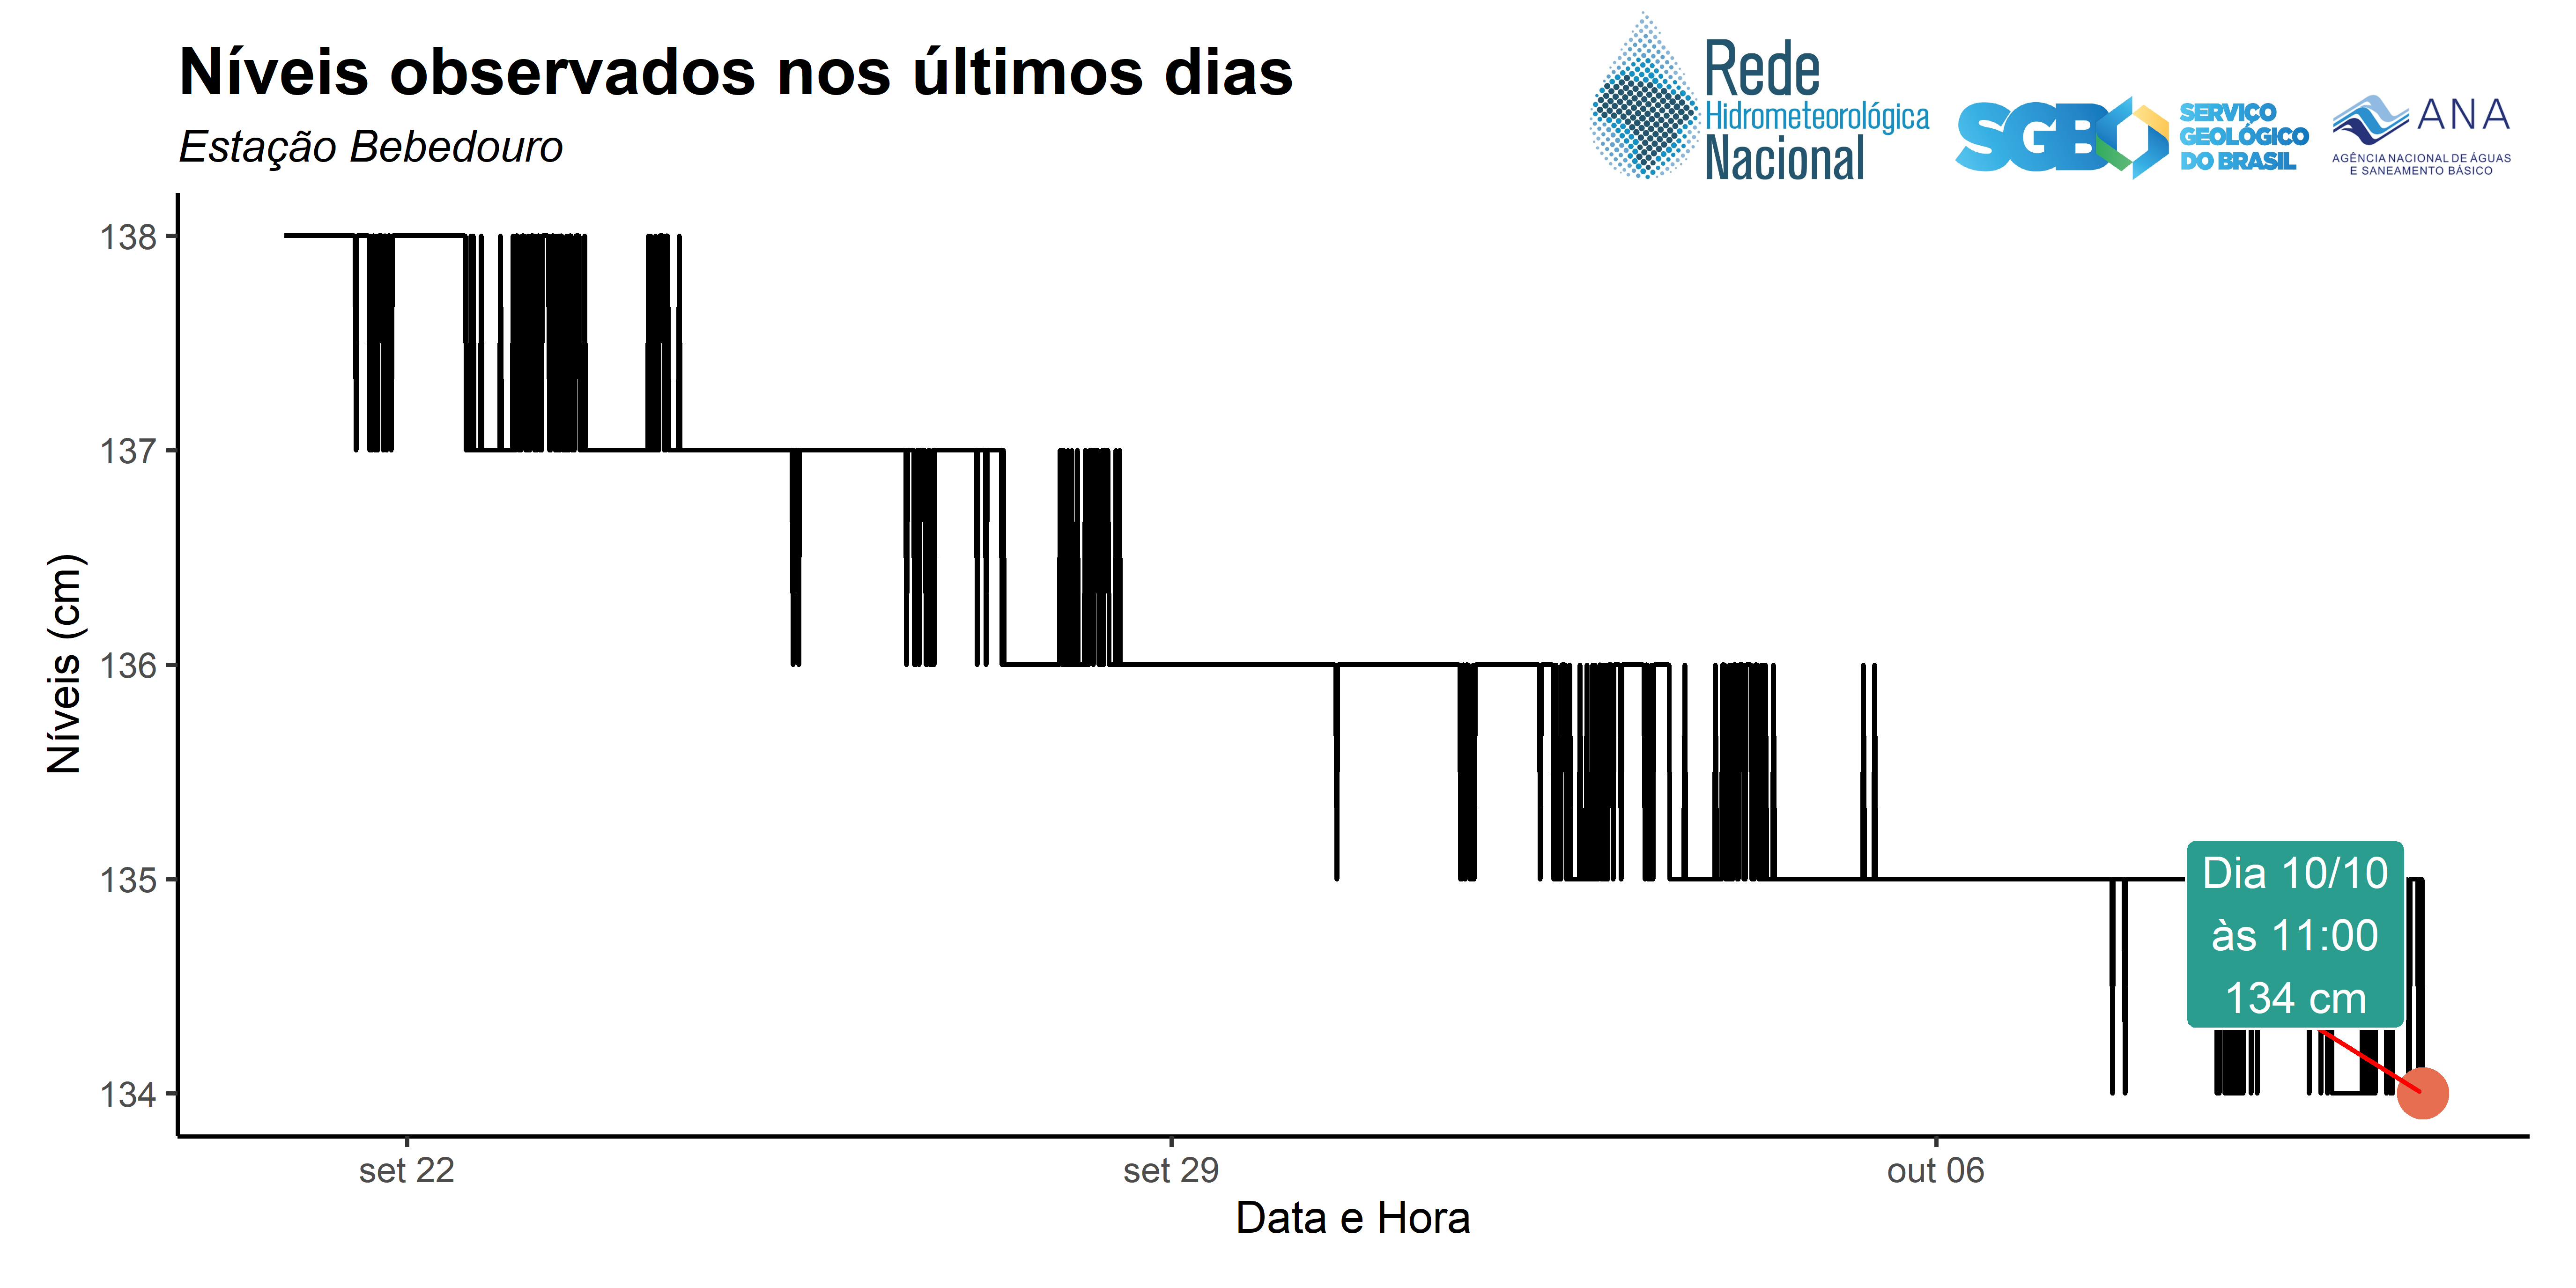 Níveis observados nos últimos dias
Estação Bebedouro
Rede
Hidrometeorológica
Nacional
SGB
SERVIÇO
GEOLÓGICO
DO BRASIL
ANA
AGÊNCIA NACIONAL DE ÁGUAS
E SANEAMENTO BÁSICO
138
137
136
135
134
Níveis (cm)
Dia 10/10
às 11:00
134 cm
set 22
set 29
out 06
Data e Hora